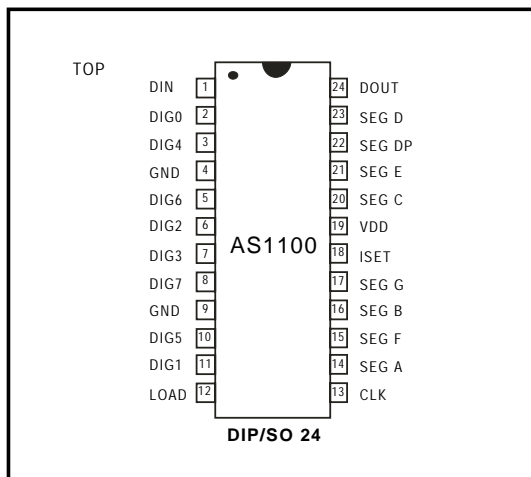 TOP
DIN 1 24 DOUT
DIG0 2 23 SEG D
DIG4 3 22 SEG DP
GND 4 21 SEG E
DIG6 5 20 SEG C
DIG2 6 19 VDD
DIG3 7 AS1100 18 ISET
DIG7 8 17 SEG G
GND 9 16 SEG B
DIG5 10 15 SEG F
DIG1 11 14 SEG A
LOAD 12 13 CLK
DIP/SO 24